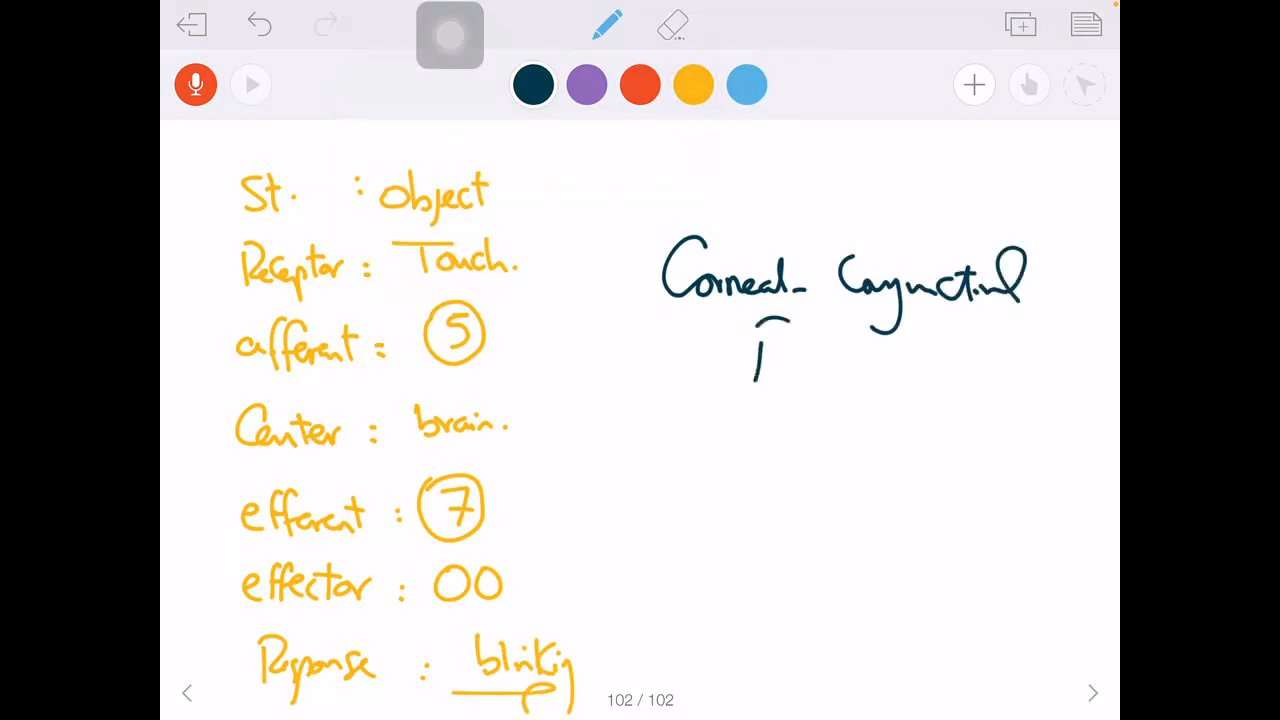 St. : object
Receptor : Touch.
afferent : 5
Center : brain.
efferent : 7
effector : OO
Response : blinking
Corneal- Conjunctival
102 / 102